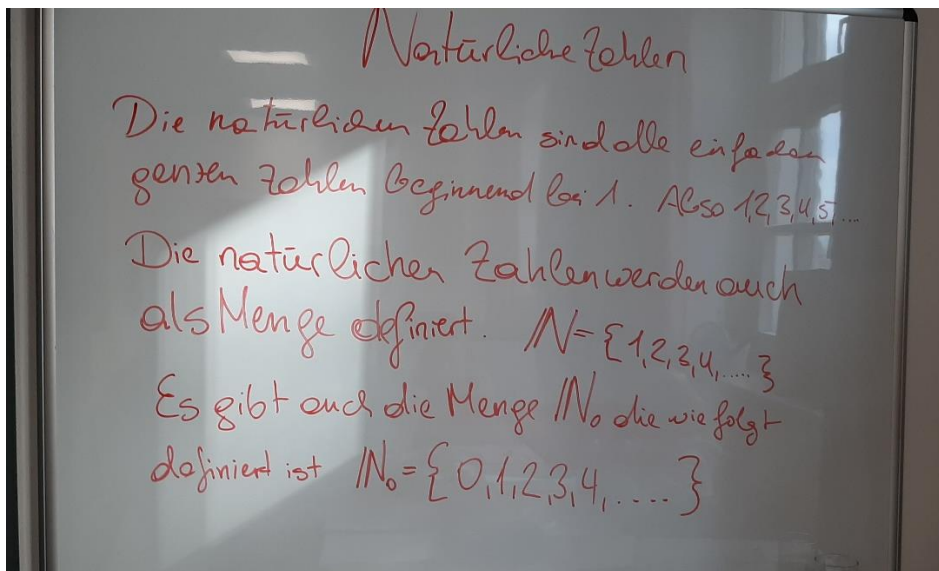 Natürliche Zahlen
Die natürlichen Zahlen sind alle einfachen
ganzen Zahlen beginnend bei 1. Also 1,2,3,4,5,...
Die natürlichen Zahlen werden auch
als Menge definiert. ℕ={1,2,3,4,.....}
Es gibt auch die Menge ℕ₀ die wie folgt
definiert ist ℕ₀={0,1,2,3,4,.....}